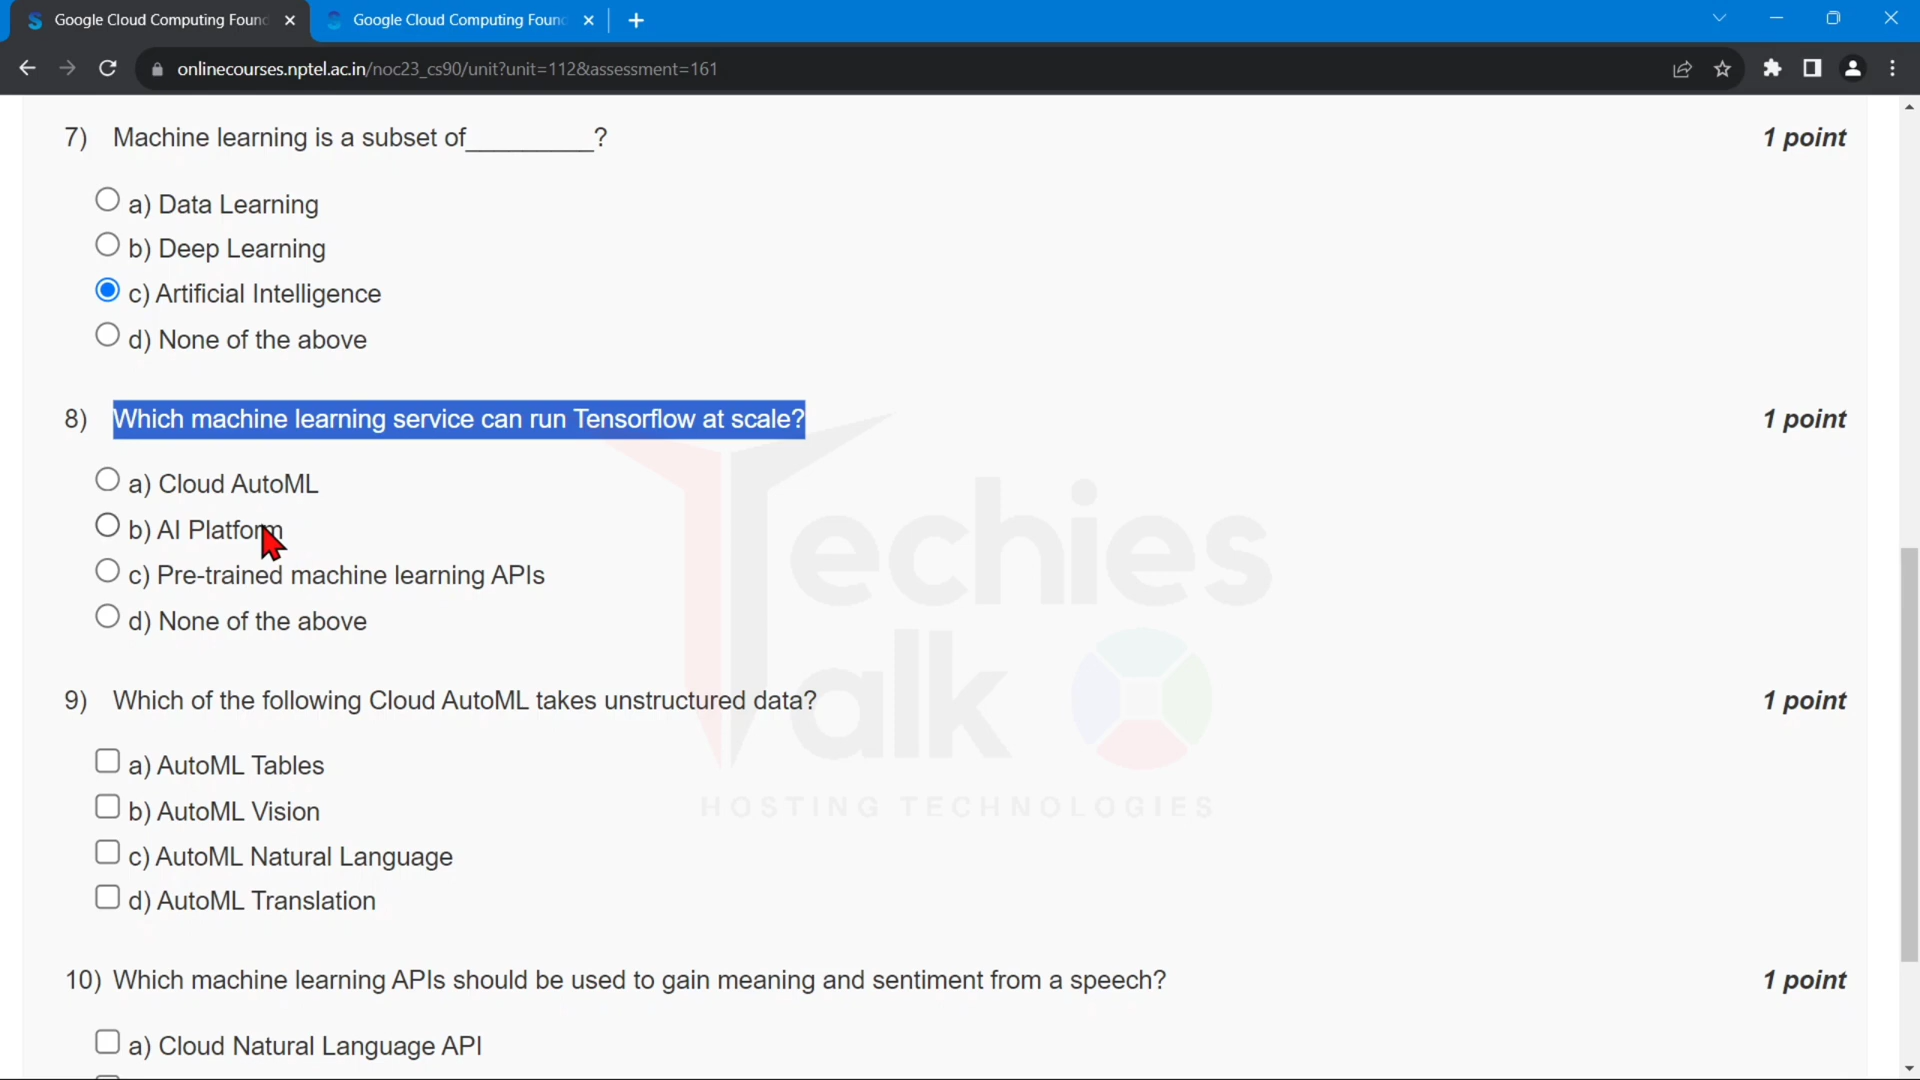 Google Cloud Computing Found
Google Cloud Computing Foun
onlinecourses.nptel.ac.in/noc23_cs90/unit?unit=112&assessment=161
7) Machine learning is a subset of_________? 1 point
a) Data Learning
b) Deep Learning
c) Artificial Intelligence
d) None of the above
8) Which machine learning service can run Tensorflow at scale? 1 point
a) Cloud AutoML
b) AI Platform
c) Pre-trained machine learning APIs
d) None of the above
9) Which of the following Cloud AutoML takes unstructured data? 1 point
a) AutoML Tables
b) AutoML Vision
c) AutoML Natural Language
d) AutoML Translation
10) Which machine learning APIs should be used to gain meaning and sentiment from a speech? 1 point
a) Cloud Natural Language API
Techies
Talk
HOSTING TECHNOLOGIES